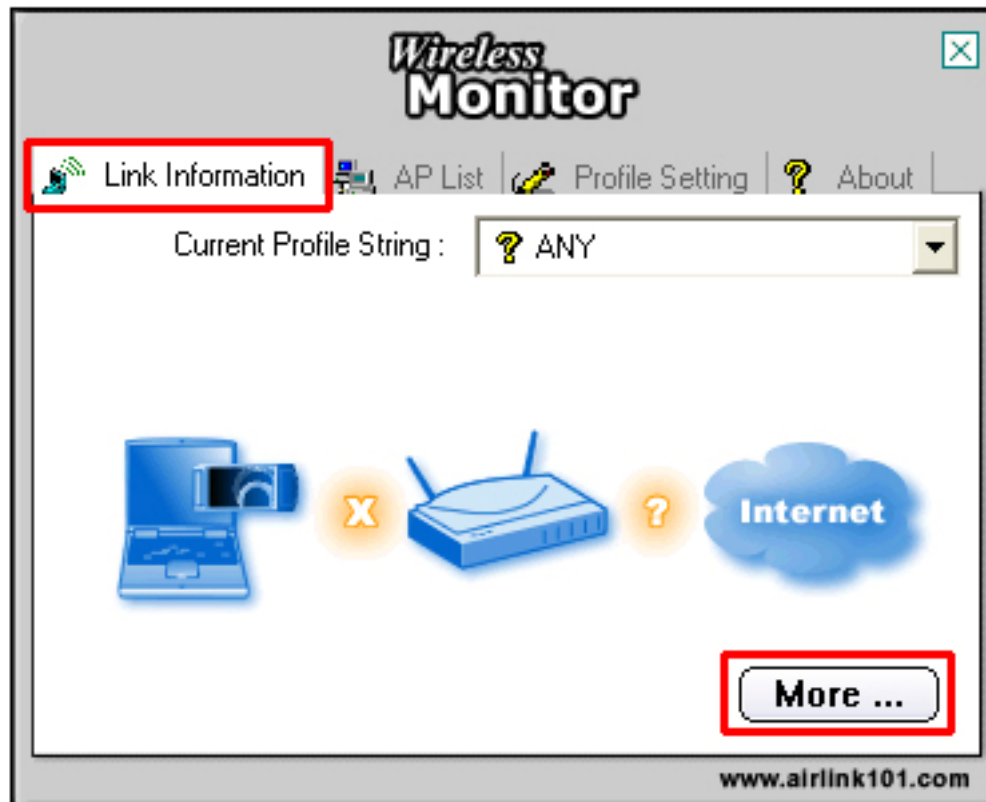 Wireless
Monitor
Link Information AP List Profile Setting ? About
Current Profile String : ? ANY
X ? Internet
More ...
www.airlink101.com